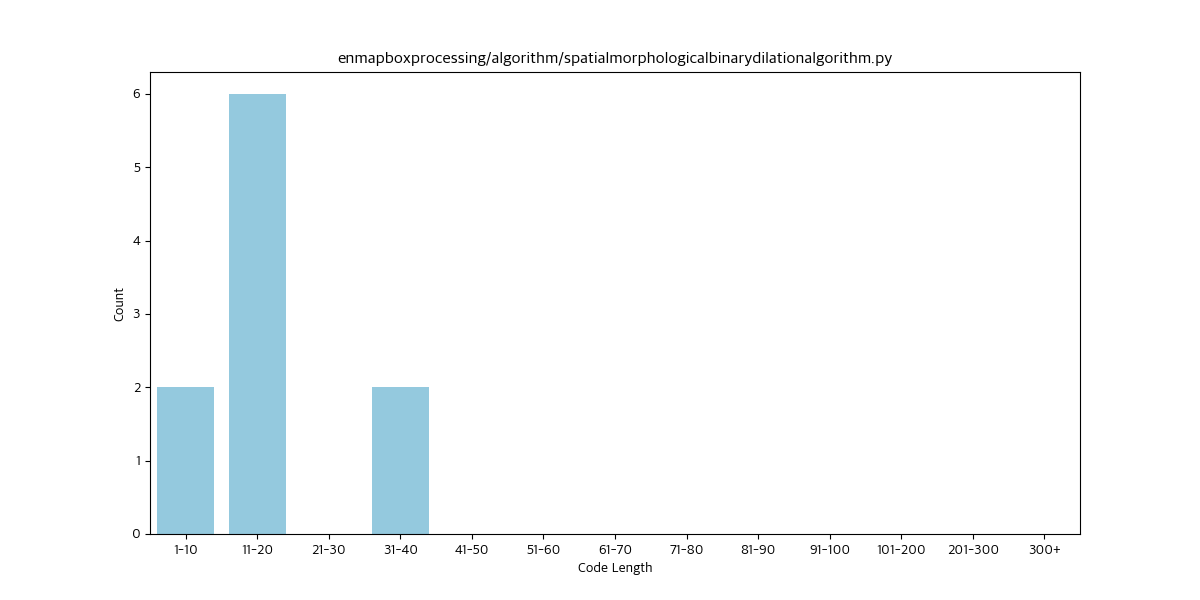 enmapboxprocessing/algorithm/spatialmorphologicalbinarydilationalgorithm.py
6
5
4
3
2
1
0
Count
1-10 11-20 21-30 31-40 41-50 51-60 61-70 71-80 81-90 91-100 101-200 201-300 300+
Code Length